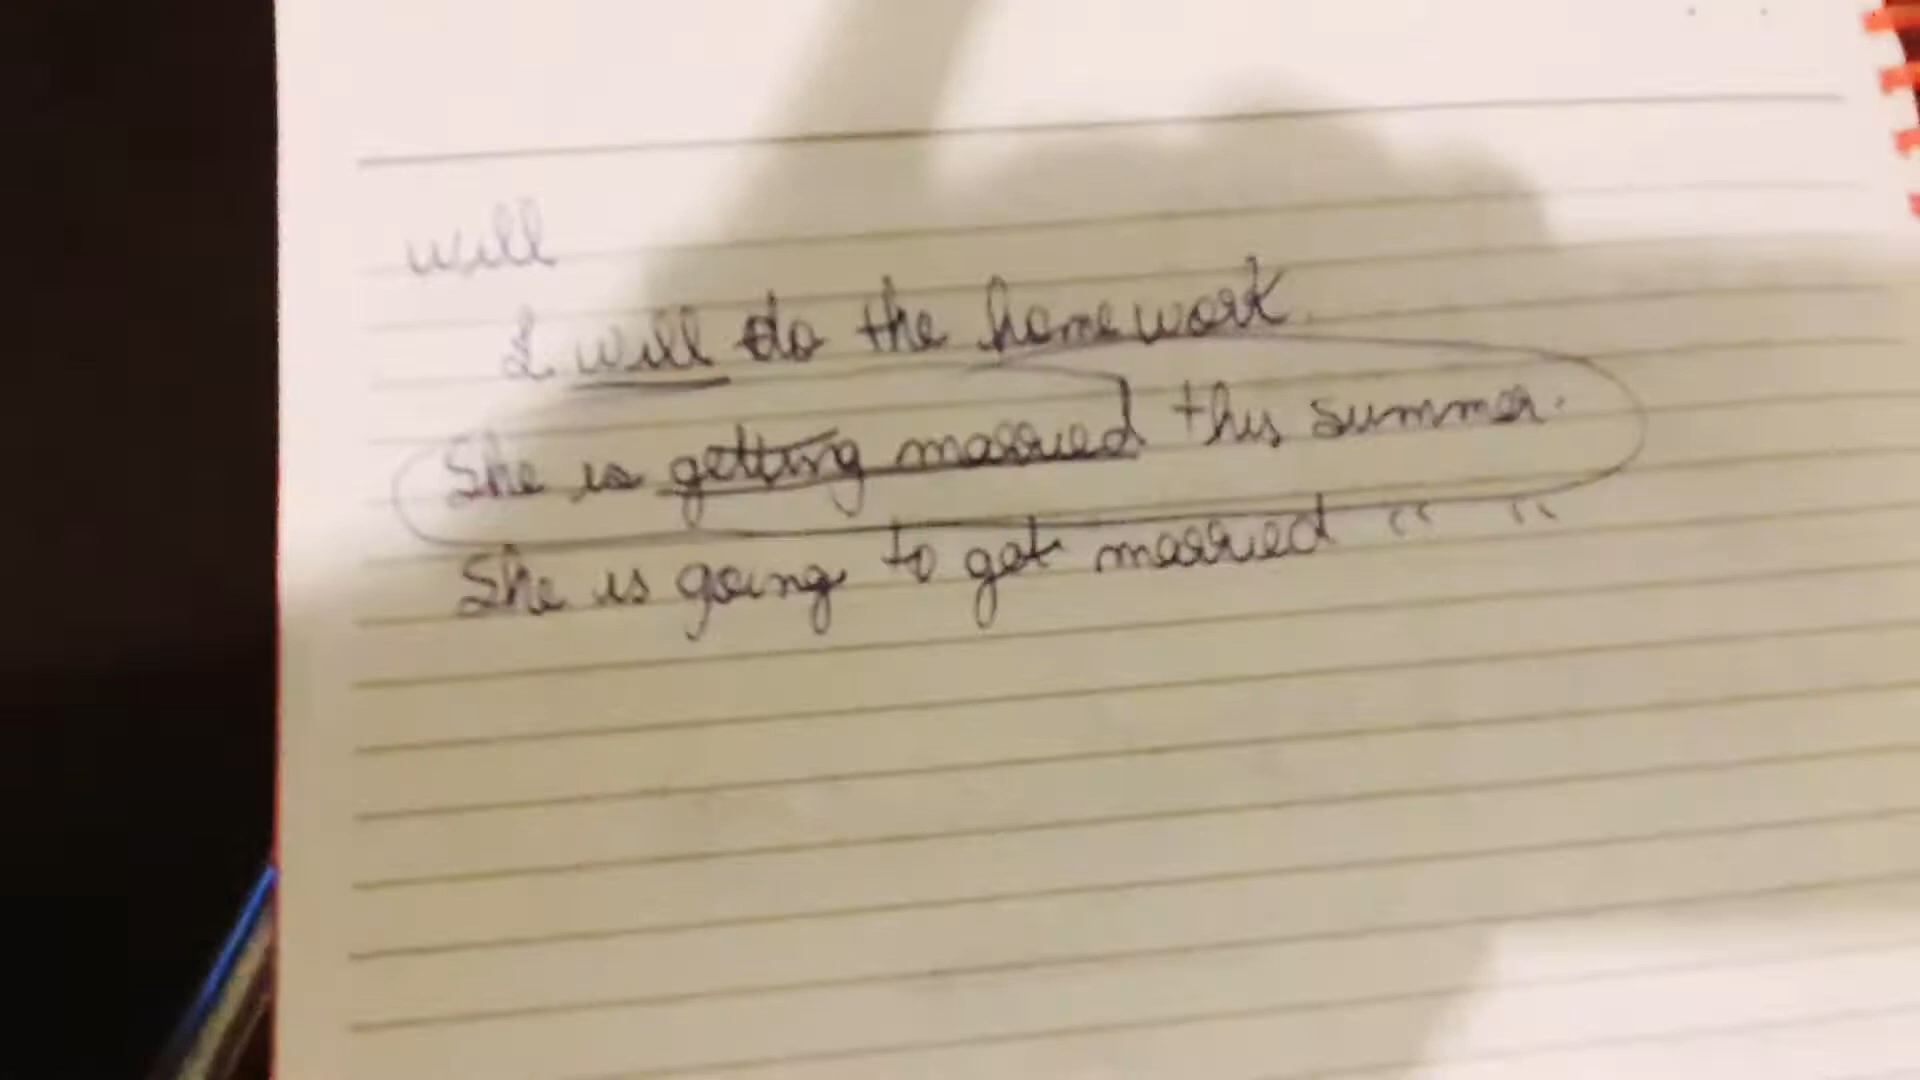 will
I will do the homework.
She is getting married this summer.
She is going to get married " "